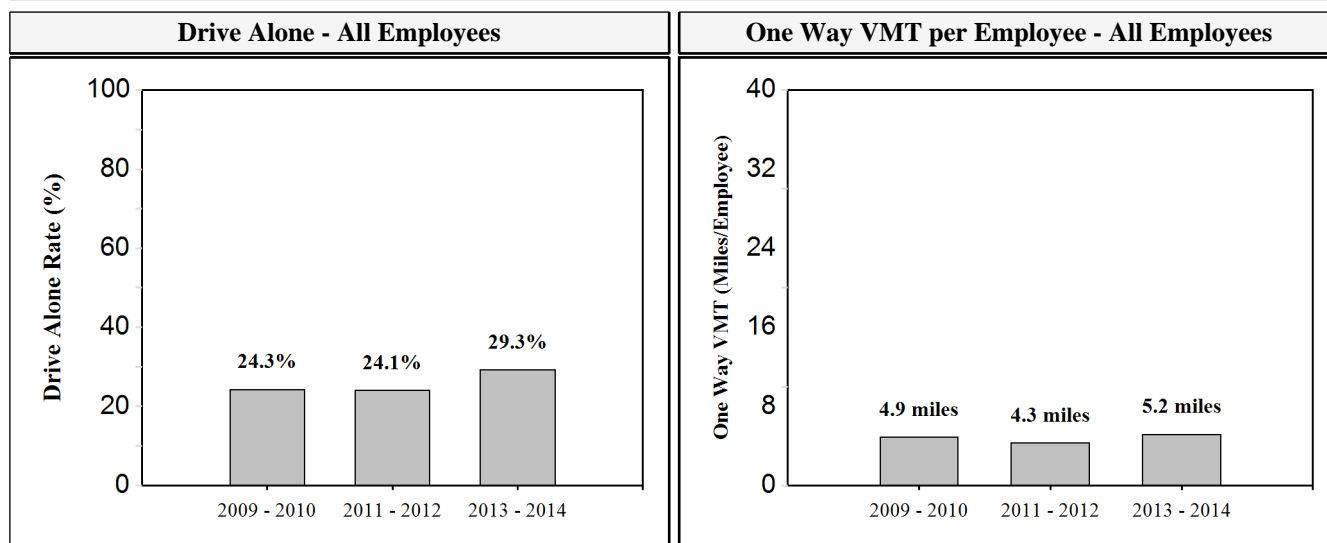 Drive Alone - All Employees
One Way VMT per Employee - All Employees
Drive Alone Rate (%)
100
80
60
40
20
0
24.3%
24.1%
29.3%
2009 - 2010
2011 - 2012
2013 - 2014
One Way VMT (Miles/Employee)
40
32
24
16
8
0
4.9 miles
4.3 miles
5.2 miles
2009 - 2010
2011 - 2012
2013 - 2014